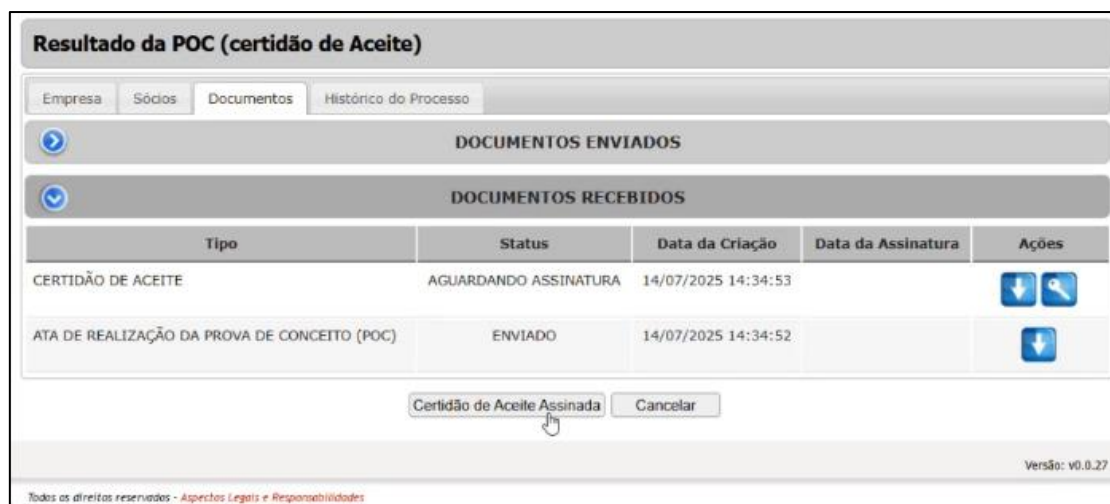 Resultado da POC (certidão de Aceite)
Empresa Sócios Documentos Histórico do Processo
DOCUMENTOS ENVIADOS
DOCUMENTOS RECEBIDOS
Tipo Status Data da Criação Data da Assinatura Ações
CERTIDÃO DE ACEITE AGUARDANDO ASSINATURA 14/07/2025 14:34:53
ATA DE REALIZAÇÃO DA PROVA DE CONCEITO (POC) ENVIADO 14/07/2025 14:34:52
Certidão de Aceite Assinada Cancelar
Versão: v0.0.27
Todos os direitos reservados - Aspectos Legais e Responsabilidades